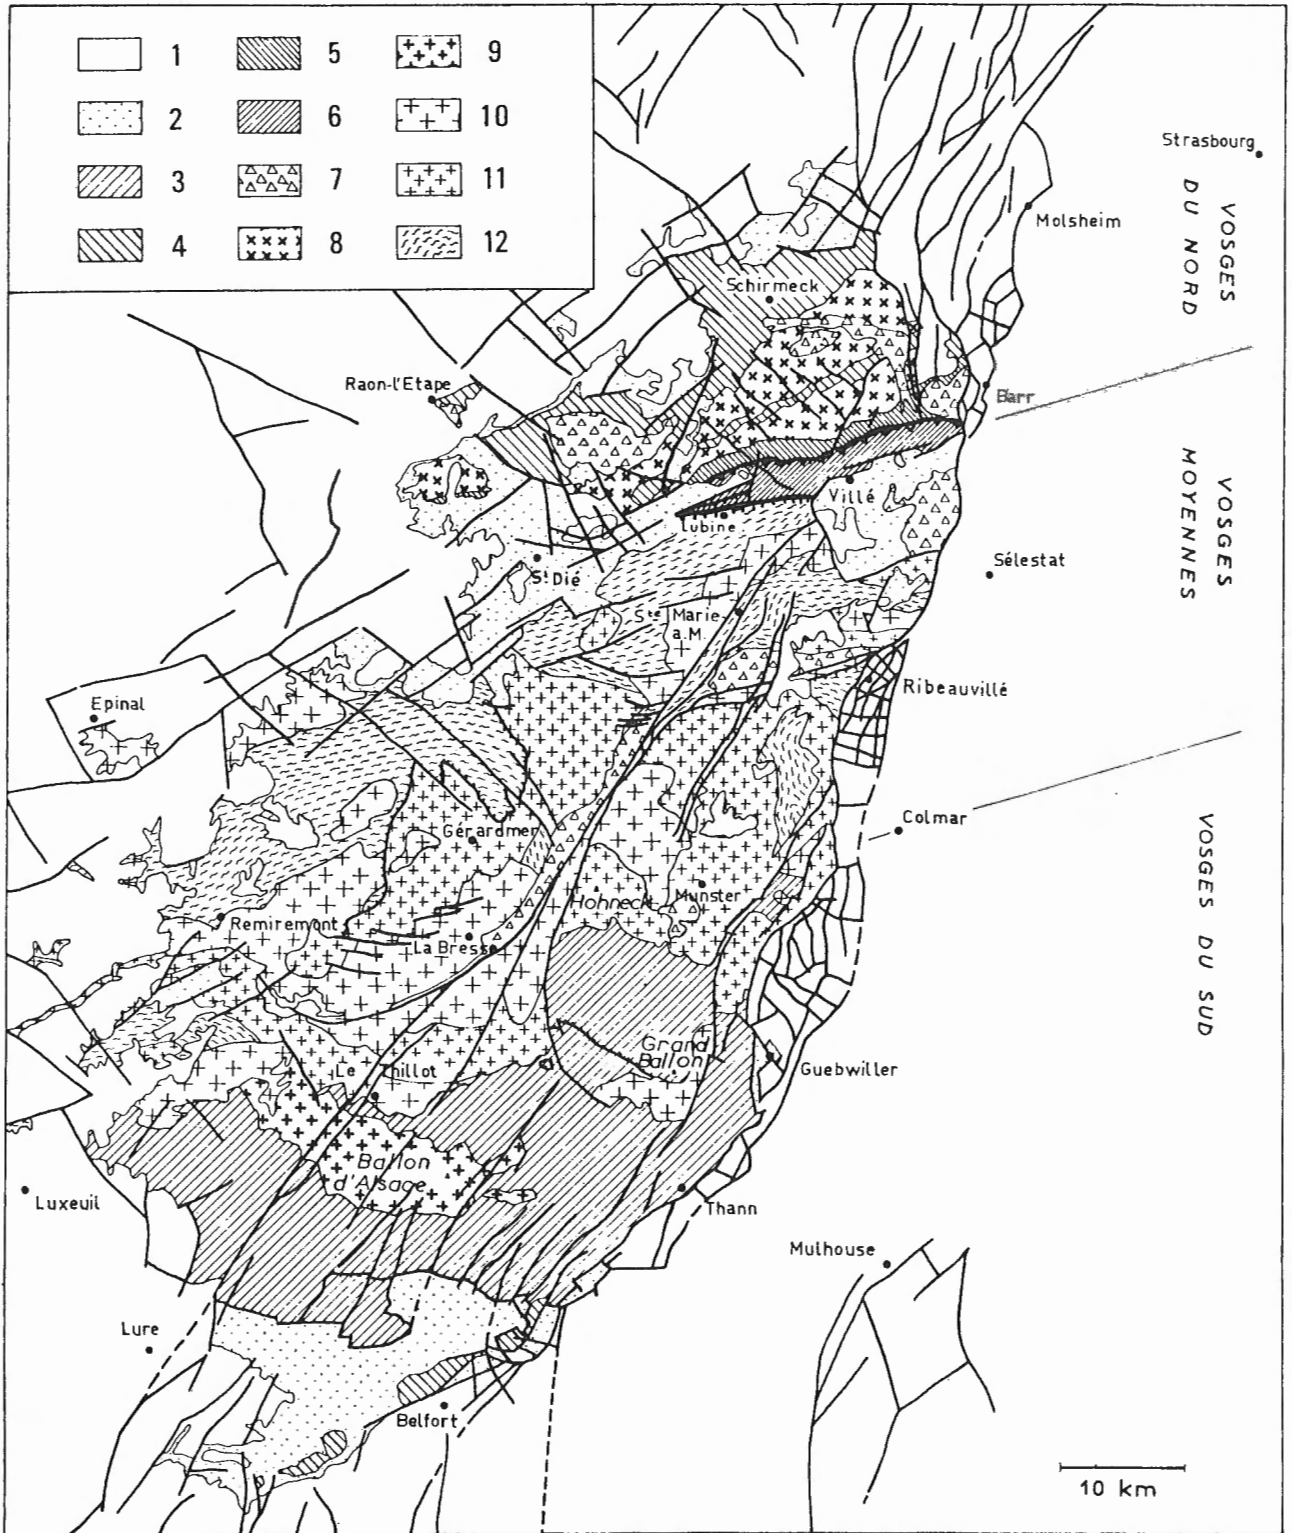 1
5
9
2
6
10
3
7
11
4
8
12
Strasbourg
VOSGES
DU NORD
Molsheim
Schirmeck
Raon-l'Etape
Barr
VOSGES
MOYENNES
Villé
Lubine
Sélestat
St Dié
Ste Marie
a.M.
Ribeauvillé
Epinal
Colmar
Gérardmer
VOSGES DU SUD
Hohneck
Munster
Remiremont
La Bresse
Grand
Ballon
Guebwiller
Le Thillot
Ballon
d'Alsace
Luxeuil
Thann
Mulhouse
Lure
Belfort
10 km